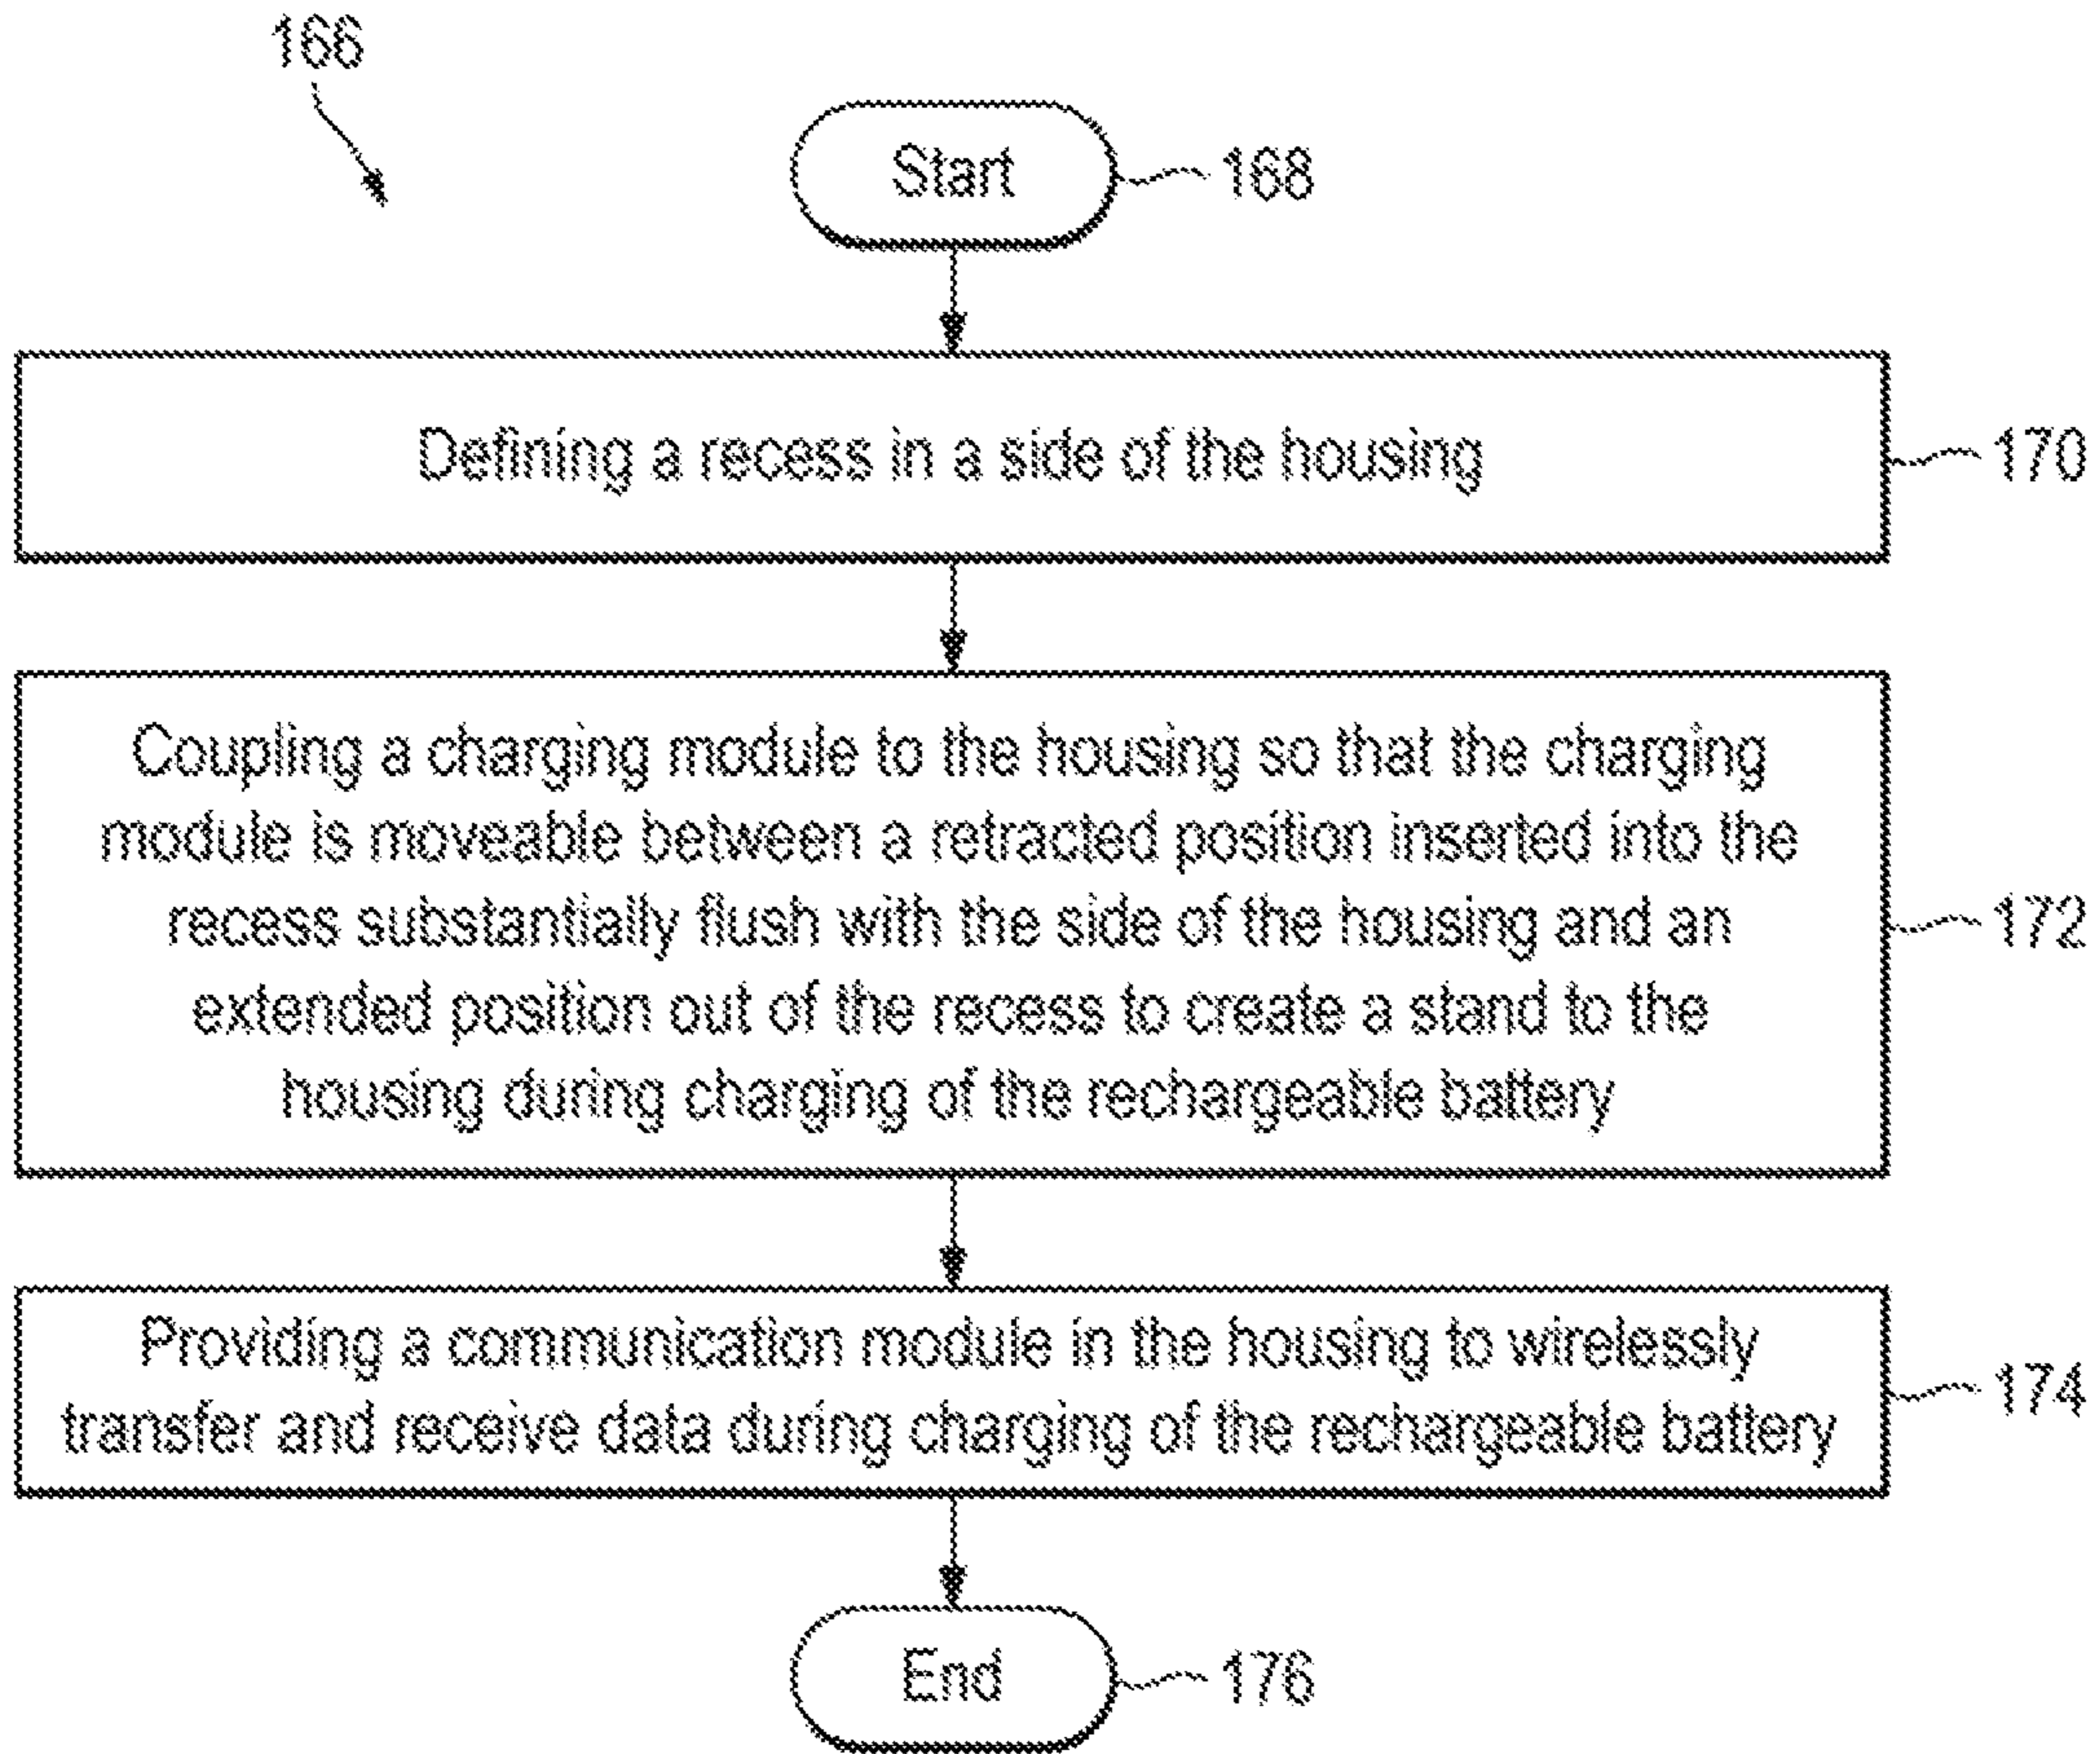 166
Start
168
Defining a recess in a side of the housing
170
Coupling a charging module to the housing so that the charging
module is moveable between a retracted position inserted into the
recess substantially flush with the side of the housing and an
extended position out of the recess to create a stand to the
housing during charging of the rechargeable battery
172
Providing a communication module in the housing to wirelessly
transfer and receive data during charging of the rechargeable battery
174
End
176